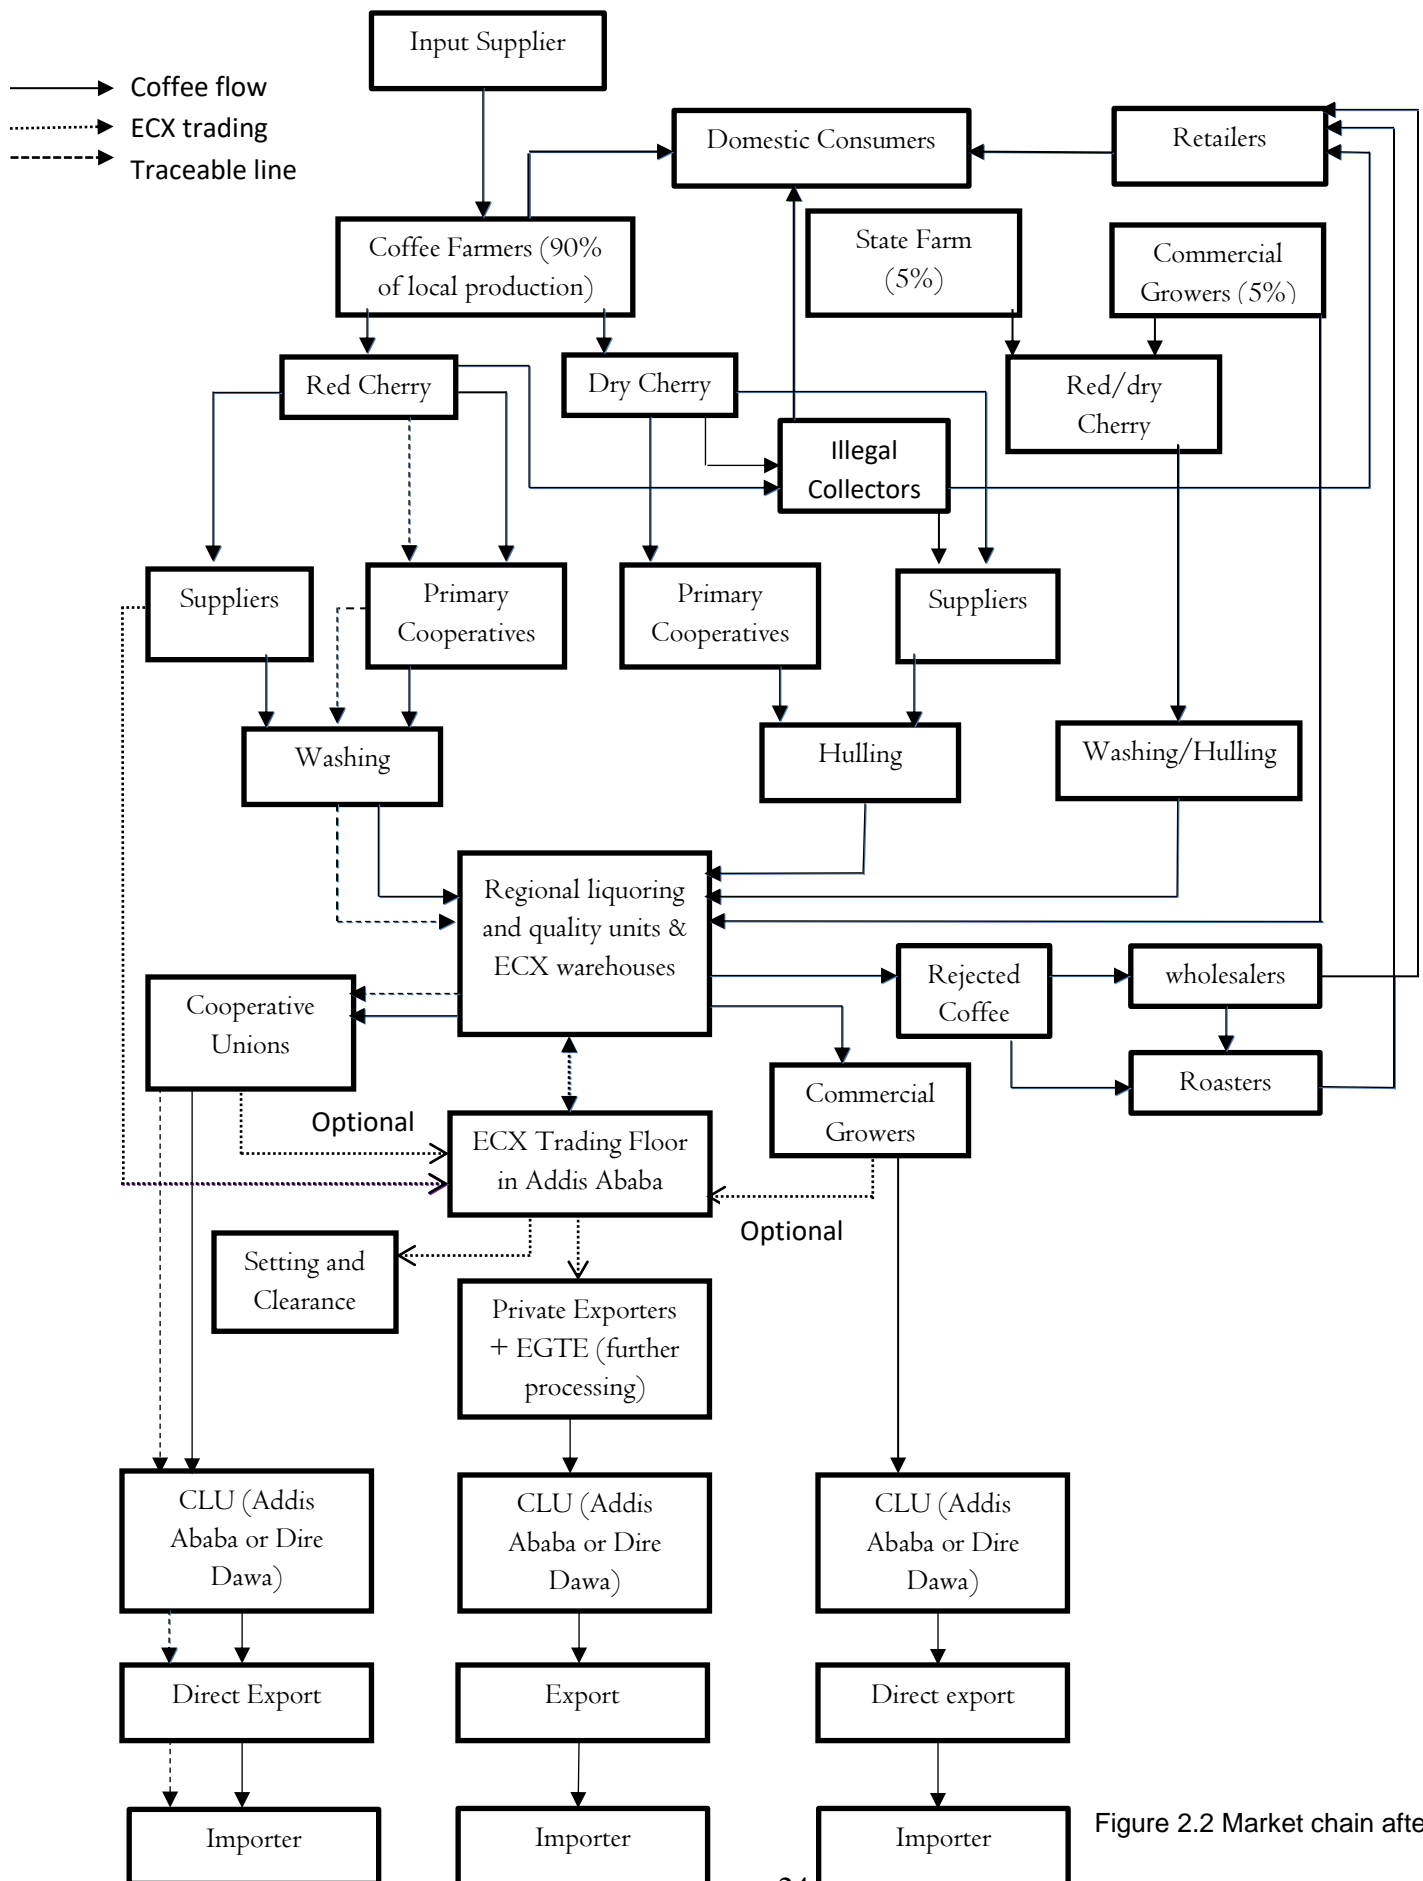 Input Supplier
Coffee flow
ECX trading
Traceable line
Domestic Consumers
Retailers
Coffee Farmers (90%
of local production)
State Farm
(5%)
Commercial
Growers (5%)
Red Cherry
Dry Cherry
Red/dry
Cherry
Illegal
Collectors
Suppliers
Primary
Cooperatives
Primary
Cooperatives
Suppliers
Washing
Hulling
Washing/Hulling
Regional liquoring
and quality units &
ECX warehouses
Rejected
Coffee
wholesalers
Cooperative
Unions
Roasters
Commercial
Growers
Optional
ECX Trading Floor
in Addis Ababa
Optional
Setting and
Clearance
Private Exporters
+ EGTE (further
processing)
CLU (Addis
Ababa or Dire
Dawa)
CLU (Addis
Ababa or Dire
Dawa)
CLU (Addis
Ababa or Dire
Dawa)
Direct Export
Export
Direct export
Importer
Importer
Importer
Figure 2.2 Market chain afte